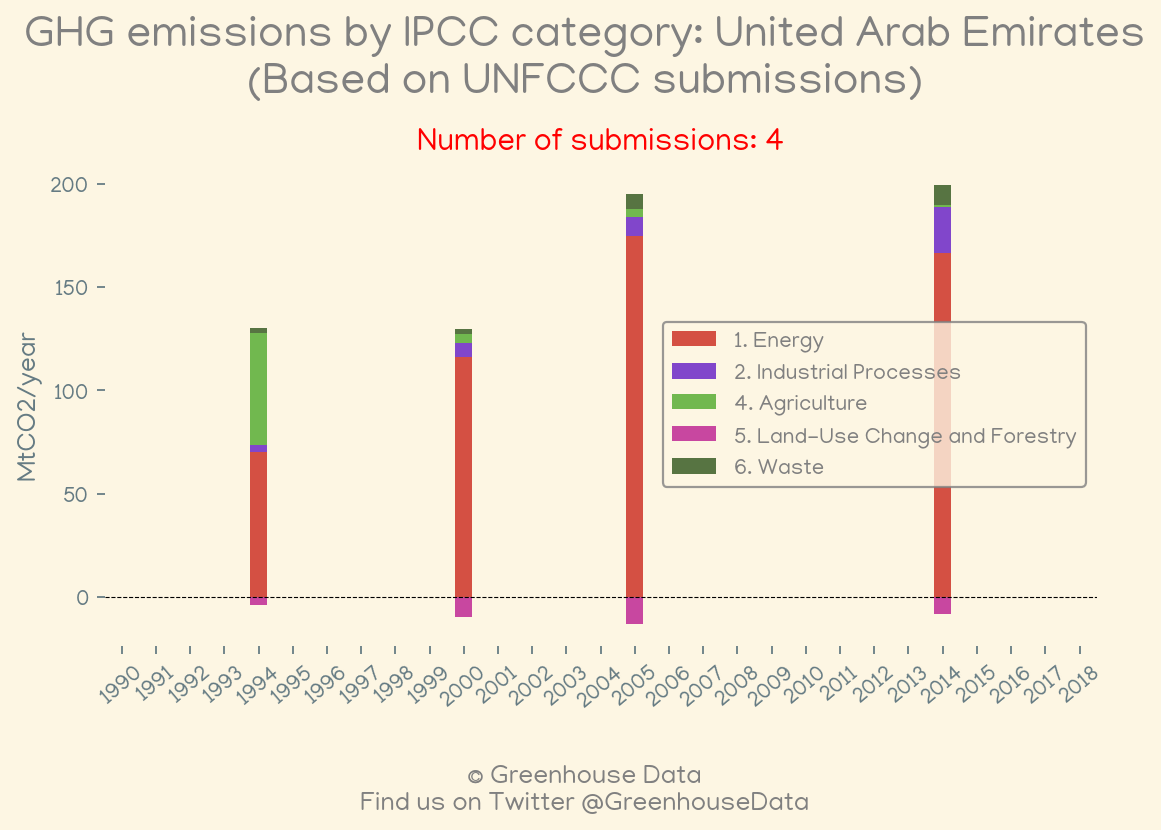 GHG emissions by IPCC category: United Arab Emirates
(Based on UNFCCC submissions)
Number of submissions: 4
200
150
100
50
0
MtCO2/year
1. Energy
2. Industrial Processes
4. Agriculture
5. Land-Use Change and Forestry
6. Waste
1990 1991 1992 1993 1994 1995 1996 1997 1998 1999 2000 2001 2002 2003 2004 2005 2006 2007 2008 2009 2010 2011 2012 2013 2014 2015 2016 2017 2018
© Greenhouse Data
Find us on Twitter @GreenhouseData